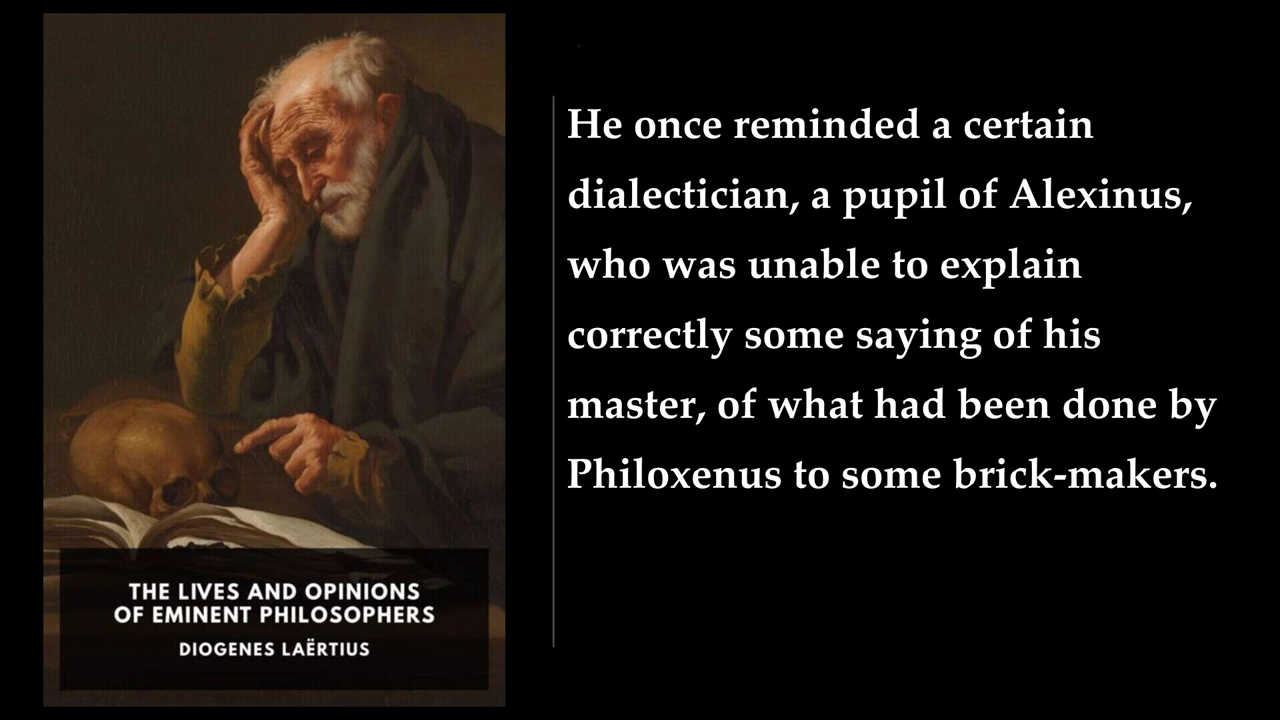 He once reminded a certain
dialectician, a pupil of Alexinus,
who was unable to explain
correctly some saying of his
master, of what had been done by
Philoxenus to some brick-makers.
THE LIVES AND OPINIONS
OF EMINENT PHILOSOPHERS
DIOGENES LAËRTIUS